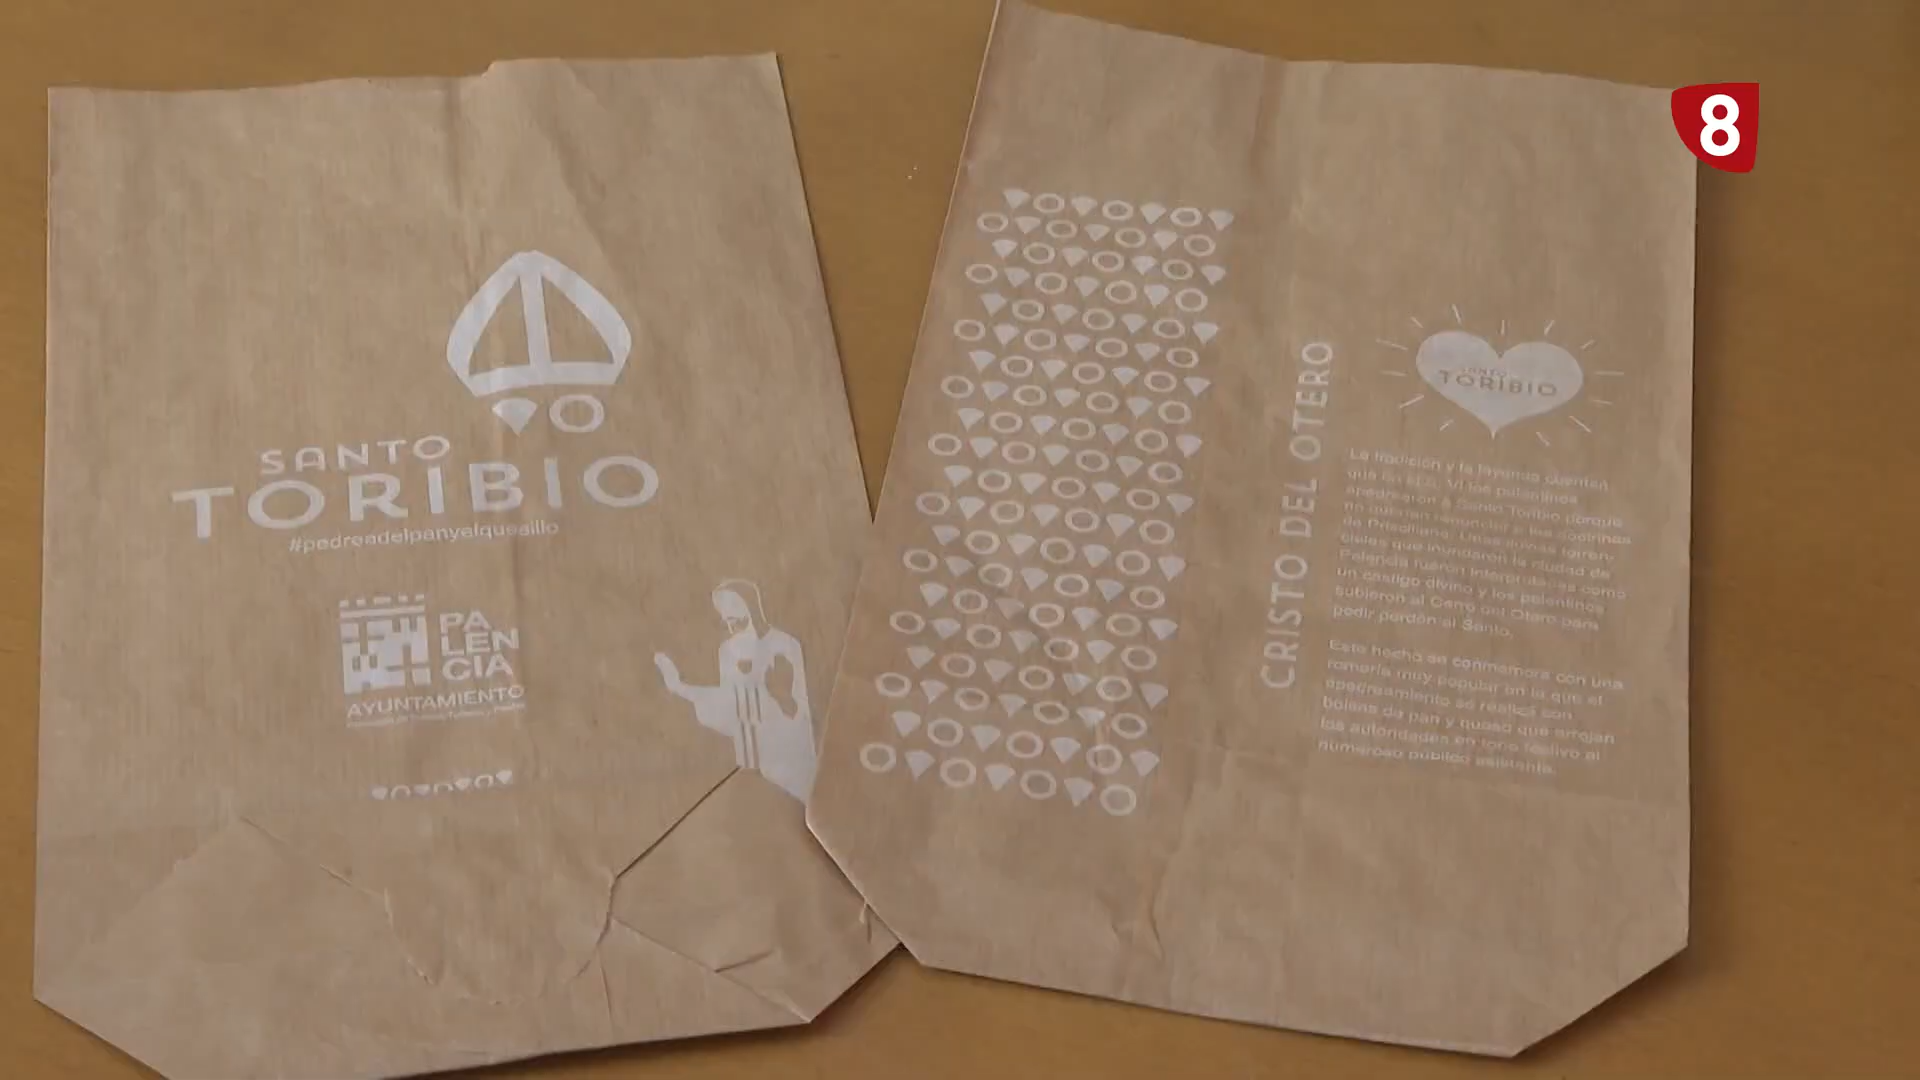 SANTO
TORIBIO
#pedreadelpanyelquesillo
PA
LEN
CIA
AYUNTAMIENTO
8
CRISTO DEL OTERO
SANTO
TORIBIO
La tradición y la leyenda cuentan
que en el S. VI los palentinos
apedrearon a Santo Toribio porque
no querían renunciar a las doctrinas
de Prisciliano. Unas lluvias torren-
ciales que inundaron la ciudad de
Palencia fueron interpretadas como
un castigo divino y los palentinos
subieron al Cerro del Otero para
pedir perdón al Santo.
Este hecho se conmemora con una
romería muy popular en la que el
apedreamiento se realiza con
bolsas de pan y queso que arrojan
las autoridades en tono festivo al
numeroso público asistente.